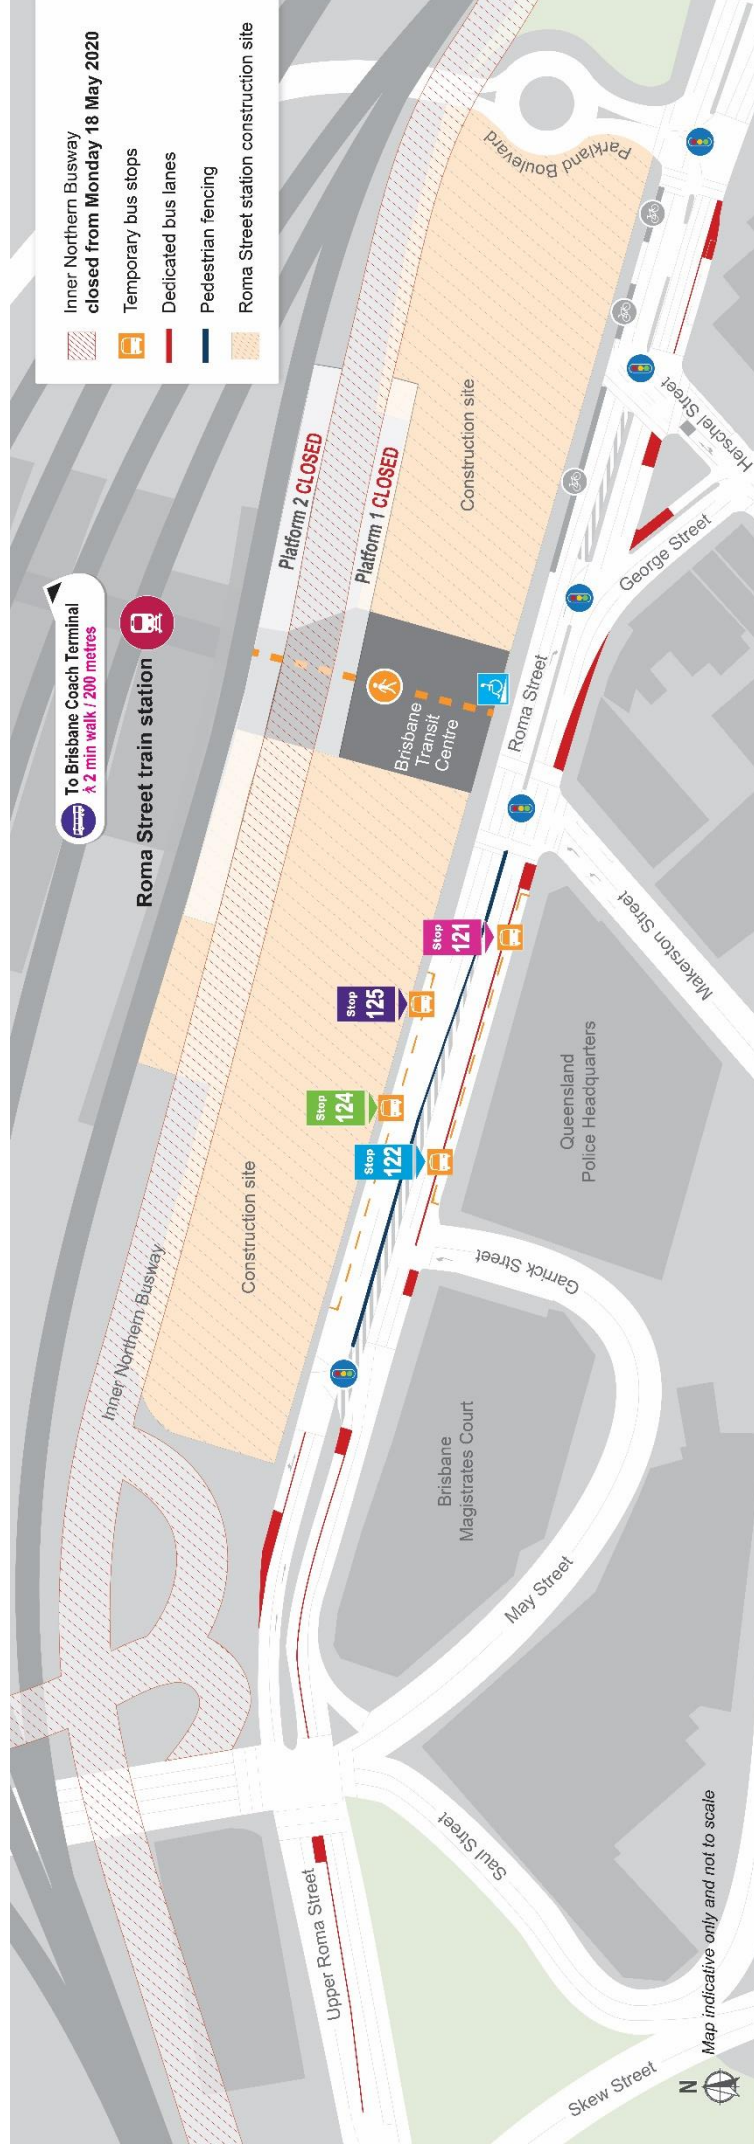 Inner Northern Busway
closed from Monday 18 May 2020
Temporary bus stops
Dedicated bus lanes
Pedestrian fencing
Roma Street station construction site
To Brisbane Coach Terminal
2 min walk / 200 metres
Roma Street train station
Platform 2 CLOSED
Platform 1 CLOSED
Parkland Boulevard
Construction site
Brisbane
Transit
Centre
Roma Street
Herschel Street
George Street
Makerston Street
Inner Northern Busway
Construction site
Stop
124
Stop
125
Stop
122
Stop
121
Queensland
Police Headquarters
Garrick Street
Brisbane
Magistrates Court
May Street
Upper Roma Street
Saul Street
Skew Street
N
Map indicative only and not to scale